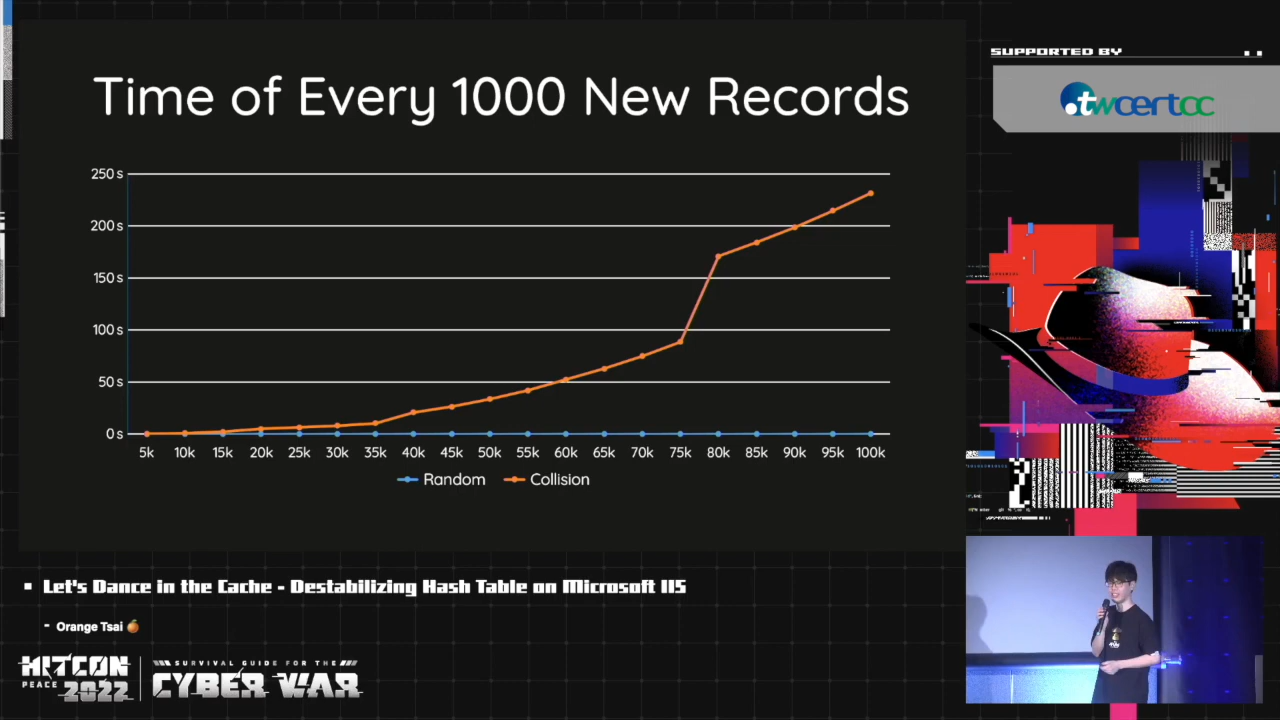 Time of Every 1000 New Records
250 s
200 s
150 s
100 s
50 s
0 s
5k 10k 15k 20k 25k 30k 35k 40k 45k 50k 55k 60k 65k 70k 75k 80k 85k 90k 95k 100k
Random Collision
SUPPORTED BY
twcertcc
Let's Dance in the Cache - Destabilizing Hash Table on Microsoft IIS
- Orange Tsai
HITCON
PEACE 2022
SURVIVAL GUIDE FOR THE
CYBER WAR